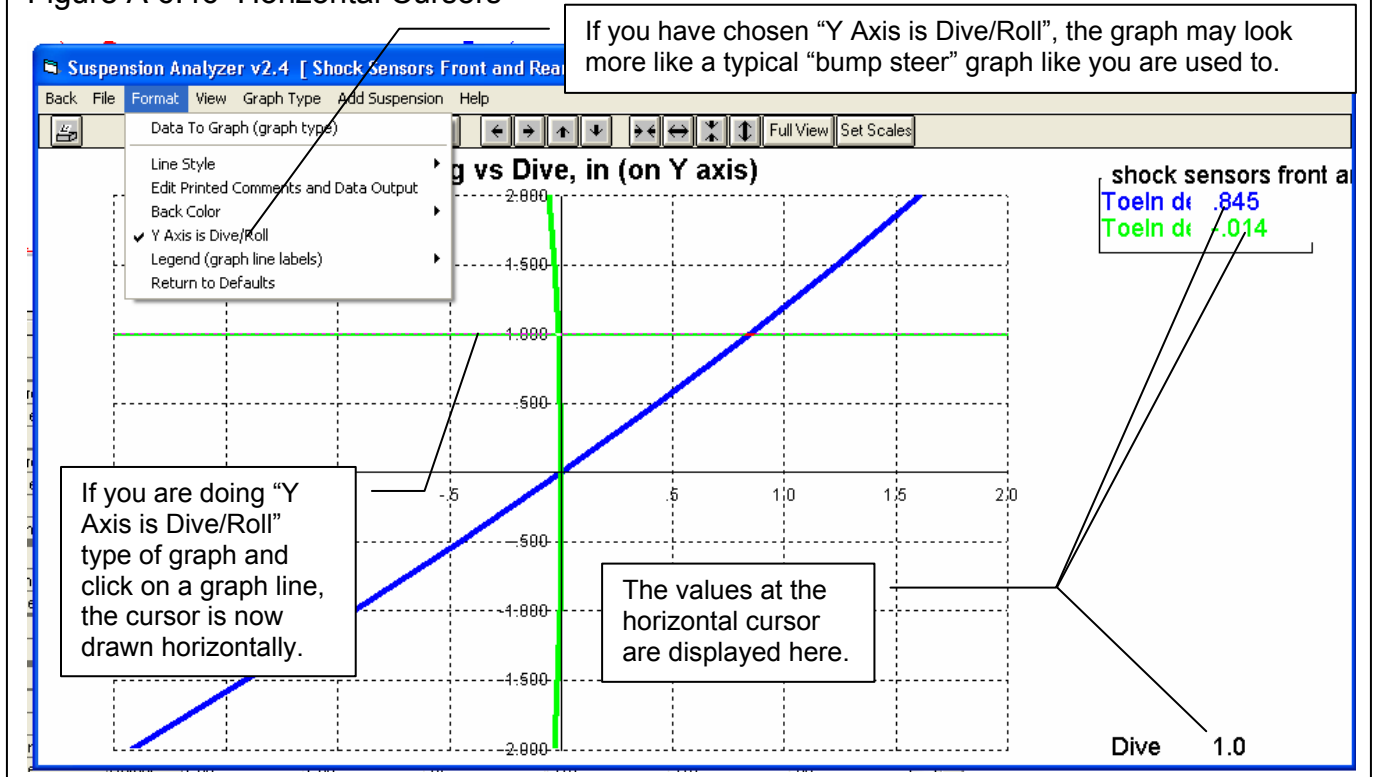 If you have chosen “Y Axis is Dive/Roll”, the graph may look
more like a typical “bump steer” graph like you are used to.
Suspension Analyzer v2.4 [ Shock Sensors Front and Rear
Back File Format View Graph Type Add Suspension Help
Full View Set Scales
Data To Graph (graph type)
Line Style
Edit Printed Comments and Data Output
Back Color
Y Axis is Dive/Roll
Legend (graph line labels)
Return to Defaults
g vs Dive, in (on Y axis)
shock sensors front a
ToeIn de .845
ToeIn de -.014
2.000
1.500
1.000
.500
-.5 .5 1.0 1.5 2.0
-.500
-1.000
-1.500
-2.000
If you are doing “Y
Axis is Dive/Roll”
type of graph and
click on a graph line,
the cursor is now
drawn horizontally.
The values at the
horizontal cursor
are displayed here.
Dive 1.0